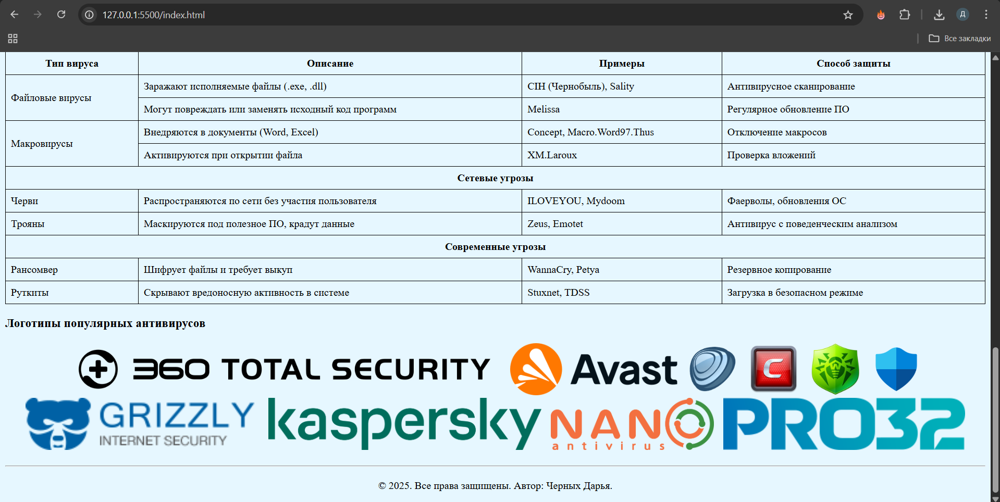 127.0.0.1:5500/index.html
Д
Все закладки
Тип вируса Описание Примеры Способ защиты
Файловые вирусы Заражают исполняемые файлы (.exe, .dll) CIH (Чернобыль), Sality Антивирусное сканирование
Могут повреждать или заменять исходный код программ Melissa Регулярное обновление ПО
Макровирусы Внедряются в документы (Word, Excel) Concept, Macro.Word97.Thus Отключение макросов
Активируются при открытии файла XM.Laroux Проверка вложений
Сетевые угрозы
Черви Распространяются по сети без участия пользователя ILOVEYOU, Mydoom Фаерволы, обновления ОС
Трояны Маскируются под полезное ПО, крадут данные Zeus, Emotet Антивирус с поведенческим анализом
Современные угрозы
Рансомвер Шифрует файлы и требует выкуп WannaCry, Petya Резервное копирование
Руткиты Скрывают вредоносную активность в системе Stuxnet, TDSS Загрузка в безопасном режиме
Логотипы популярных антивирусов
360 TOTAL SECURITY Avast C
GRIZZLY
INTERNET SECURITY
kaspersky
NANO
antivirus
PRO32
© 2025. Все права защищены. Автор: Черных Дарья.